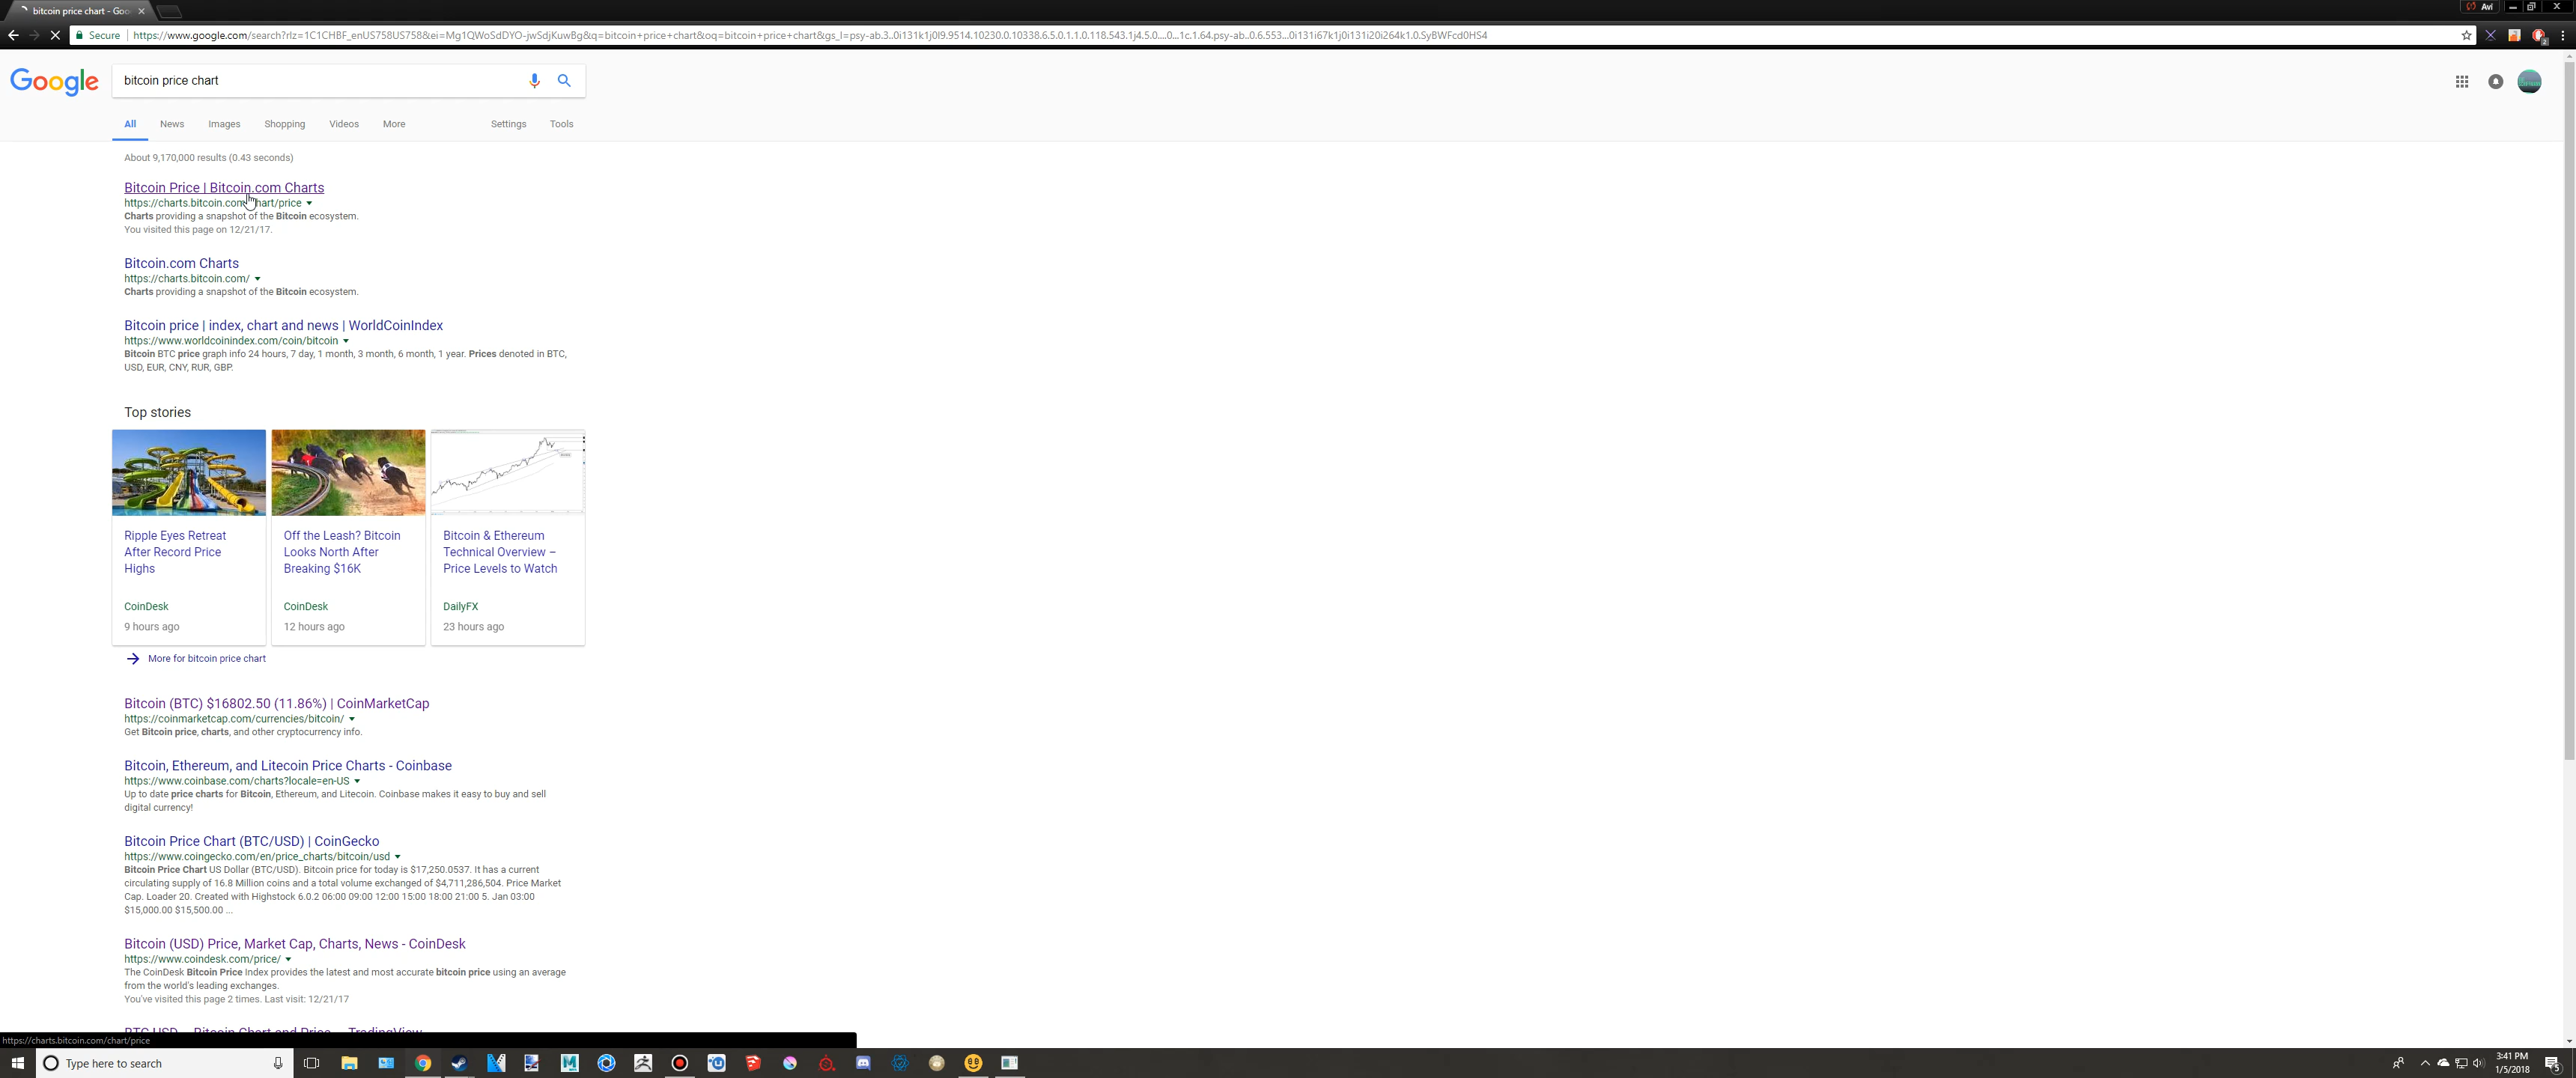 bitcoin price chart - Goo
Avi
Secure
https://www.google.com/search?rlz=1C1CHBF_enUS758US758&ei=Mg1QWoSdDYO-jwSdjKuwBg&q=bitcoin+price+chart&oq=bitcoin+price+chart&gs_l=psy-ab.3..0i131k1j0l9.9514.10230.0.10338.6.5.0.1.1.0.118.543.1j4.5.0....0...1c.1.64.psy-ab..0.6.553...0i131i67k1j0i131i20i264k1.0.SyBWFcd0HS4
2
Google
bitcoin price chart
All News Images Shopping Videos More Settings Tools
About 9,170,000 results (0.43 seconds)
Bitcoin Price | Bitcoin.com Charts
https://charts.bitcoin.com/chart/price
Charts providing a snapshot of the Bitcoin ecosystem.
You visited this page on 12/21/17.
Bitcoin.com Charts
https://charts.bitcoin.com/
Charts providing a snapshot of the Bitcoin ecosystem.
Bitcoin price | index, chart and news | WorldCoinIndex
https://www.worldcoinindex.com/coin/bitcoin
Bitcoin BTC price graph info 24 hours, 7 day, 1 month, 3 month, 6 month, 1 year. Prices denoted in BTC,
USD, EUR, CNY, RUR, GBP.
Top stories
Ripple Eyes Retreat
After Record Price
Highs
CoinDesk
9 hours ago
Off the Leash? Bitcoin
Looks North After
Breaking $16K
CoinDesk
12 hours ago
Bitcoin & Ethereum
Technical Overview –
Price Levels to Watch
DailyFX
23 hours ago
More for bitcoin price chart
Bitcoin (BTC) $16802.50 (11.86%) | CoinMarketCap
https://coinmarketcap.com/currencies/bitcoin/
Get Bitcoin price, charts, and other cryptocurrency info.
Bitcoin, Ethereum, and Litecoin Price Charts - Coinbase
https://www.coinbase.com/charts?locale=en-US
Up to date price charts for Bitcoin, Ethereum, and Litecoin. Coinbase makes it easy to buy and sell
digital currency!
Bitcoin Price Chart (BTC/USD) | CoinGecko
https://www.coingecko.com/en/price_charts/bitcoin/usd
Bitcoin Price Chart US Dollar (BTC/USD). Bitcoin price for today is $17,250.0537. It has a current
circulating supply of 16.8 Million coins and a total volume exchanged of $4,711,286,504. Price Market
Cap. Loader 20. Created with Highstock 6.0.2 06:00 09:00 12:00 15:00 18:00 21:00 5. Jan 03:00
$15,000.00 $15,500.00 ...
Bitcoin (USD) Price, Market Cap, Charts, News - CoinDesk
https://www.coindesk.com/price/
The CoinDesk Bitcoin Price Index provides the latest and most accurate bitcoin price using an average
from the world's leading exchanges.
You've visited this page 2 times. Last visit: 12/21/17
BTC USD — Bitcoin Chart and Price — TradingView
https://charts.bitcoin.com/chart/price
Type here to search
3:41 PM
1/5/2018
5